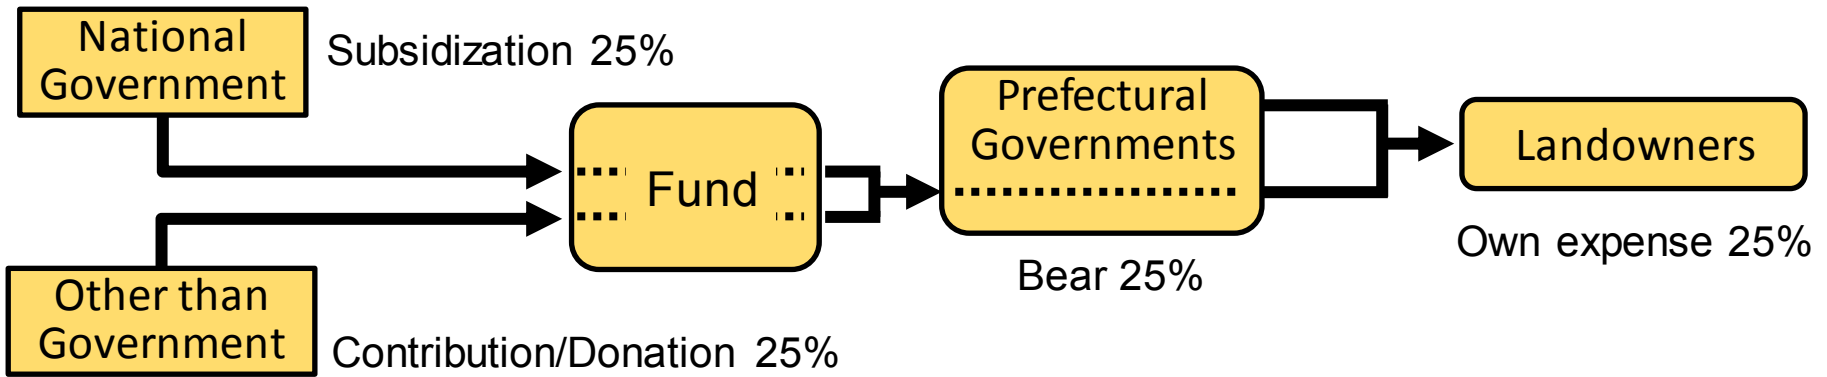 National
Government
Subsidization 25%
Other than
Government
Contribution/Donation 25%
Fund
Prefectural
Governments
Bear 25%
Landowners
Own expense 25%